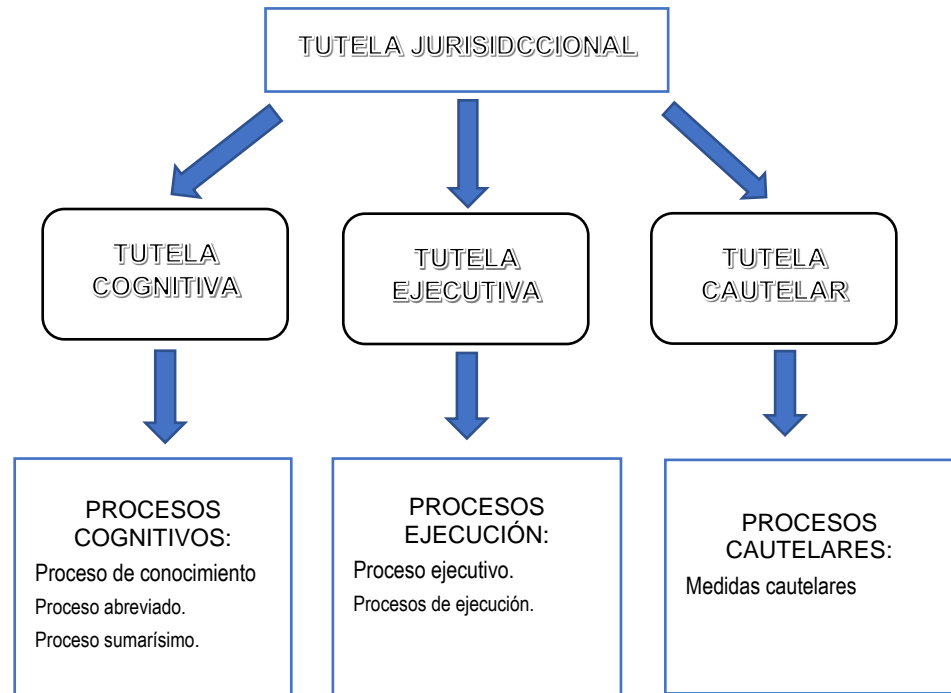 TUTELA JURISIDCCIONAL
TUTELA
COGNITIVA
TUTELA
EJECUTIVA
TUTELA
CAUTELAR
PROCESOS
COGNITIVOS:
Proceso de conocimiento
Proceso abreviado.
Proceso sumarísimo.
PROCESOS
EJECUCIÓN:
Proceso ejecutivo.
Procesos de ejecución.
PROCESOS
CAUTELARES:
Medidas cautelares